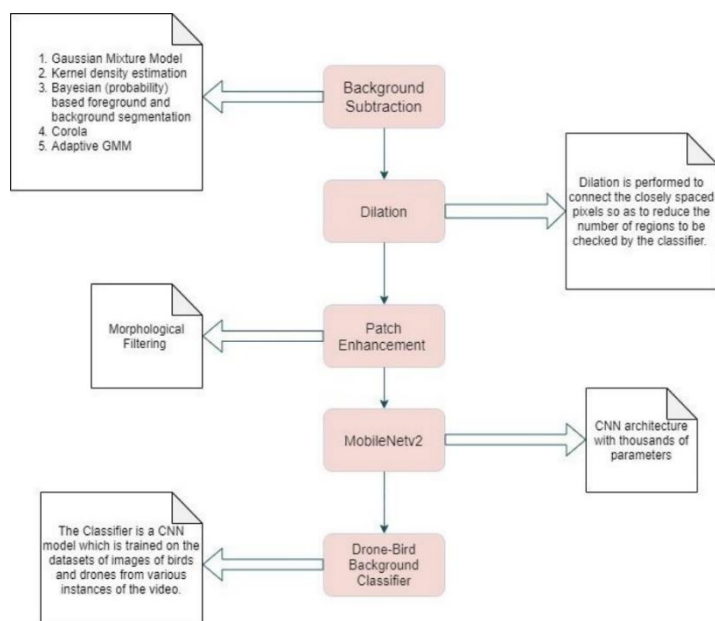 1. Gaussian Mixture Model
2. Kernel density estimation
3. Bayesian (probability)
based foreground and
background segmentation
4. Corola
5. Adaptive GMM
Background
Subtraction
Dilation
Dilation is performed to
connect the closely spaced
pixels so as to reduce the
number of regions to be
checked by the classifier.
Patch
Enhancement
Morphological
Filtering
MobileNetv2
CNN architecture
with thousands of
parameters
Drone-Bird
Background
Classifier
The Classifier is a CNN
model which is trained on the
datasets of images of birds
and drones from various
instances of the video.